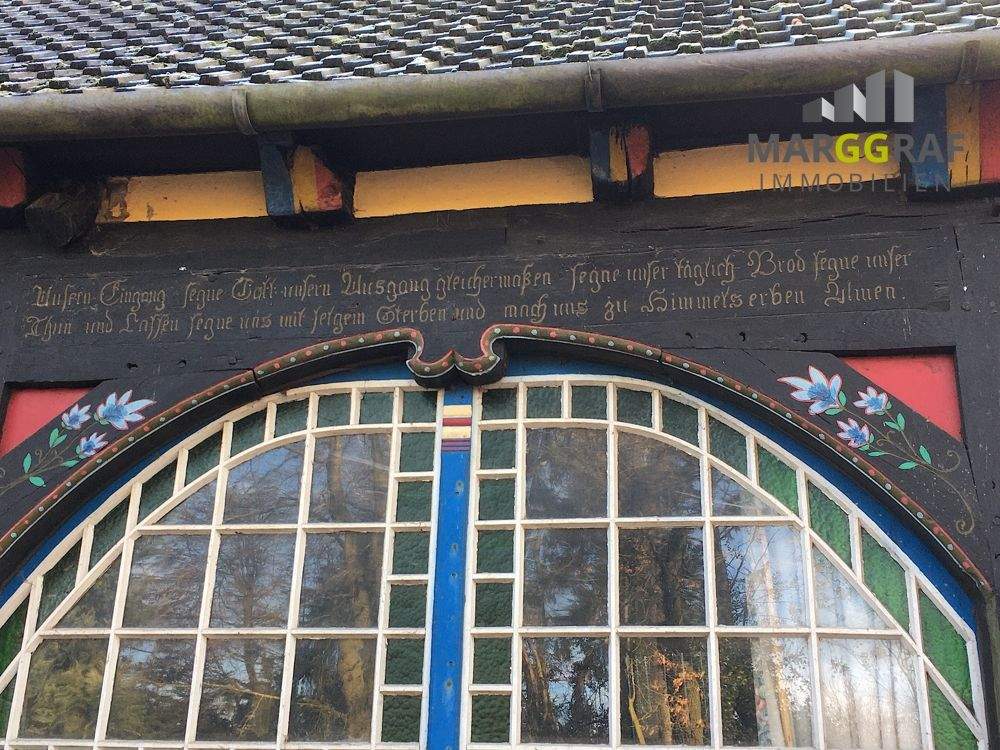 MARGGRAF
IMMOBILIEN
Unsern Eingang segne Gott unsern Ausgang gleichermaßen segne unser täglich Brod segne unser
Thun und Lassen segne uns mit selgem Sterben und mach uns zu Himmelserben Amen.